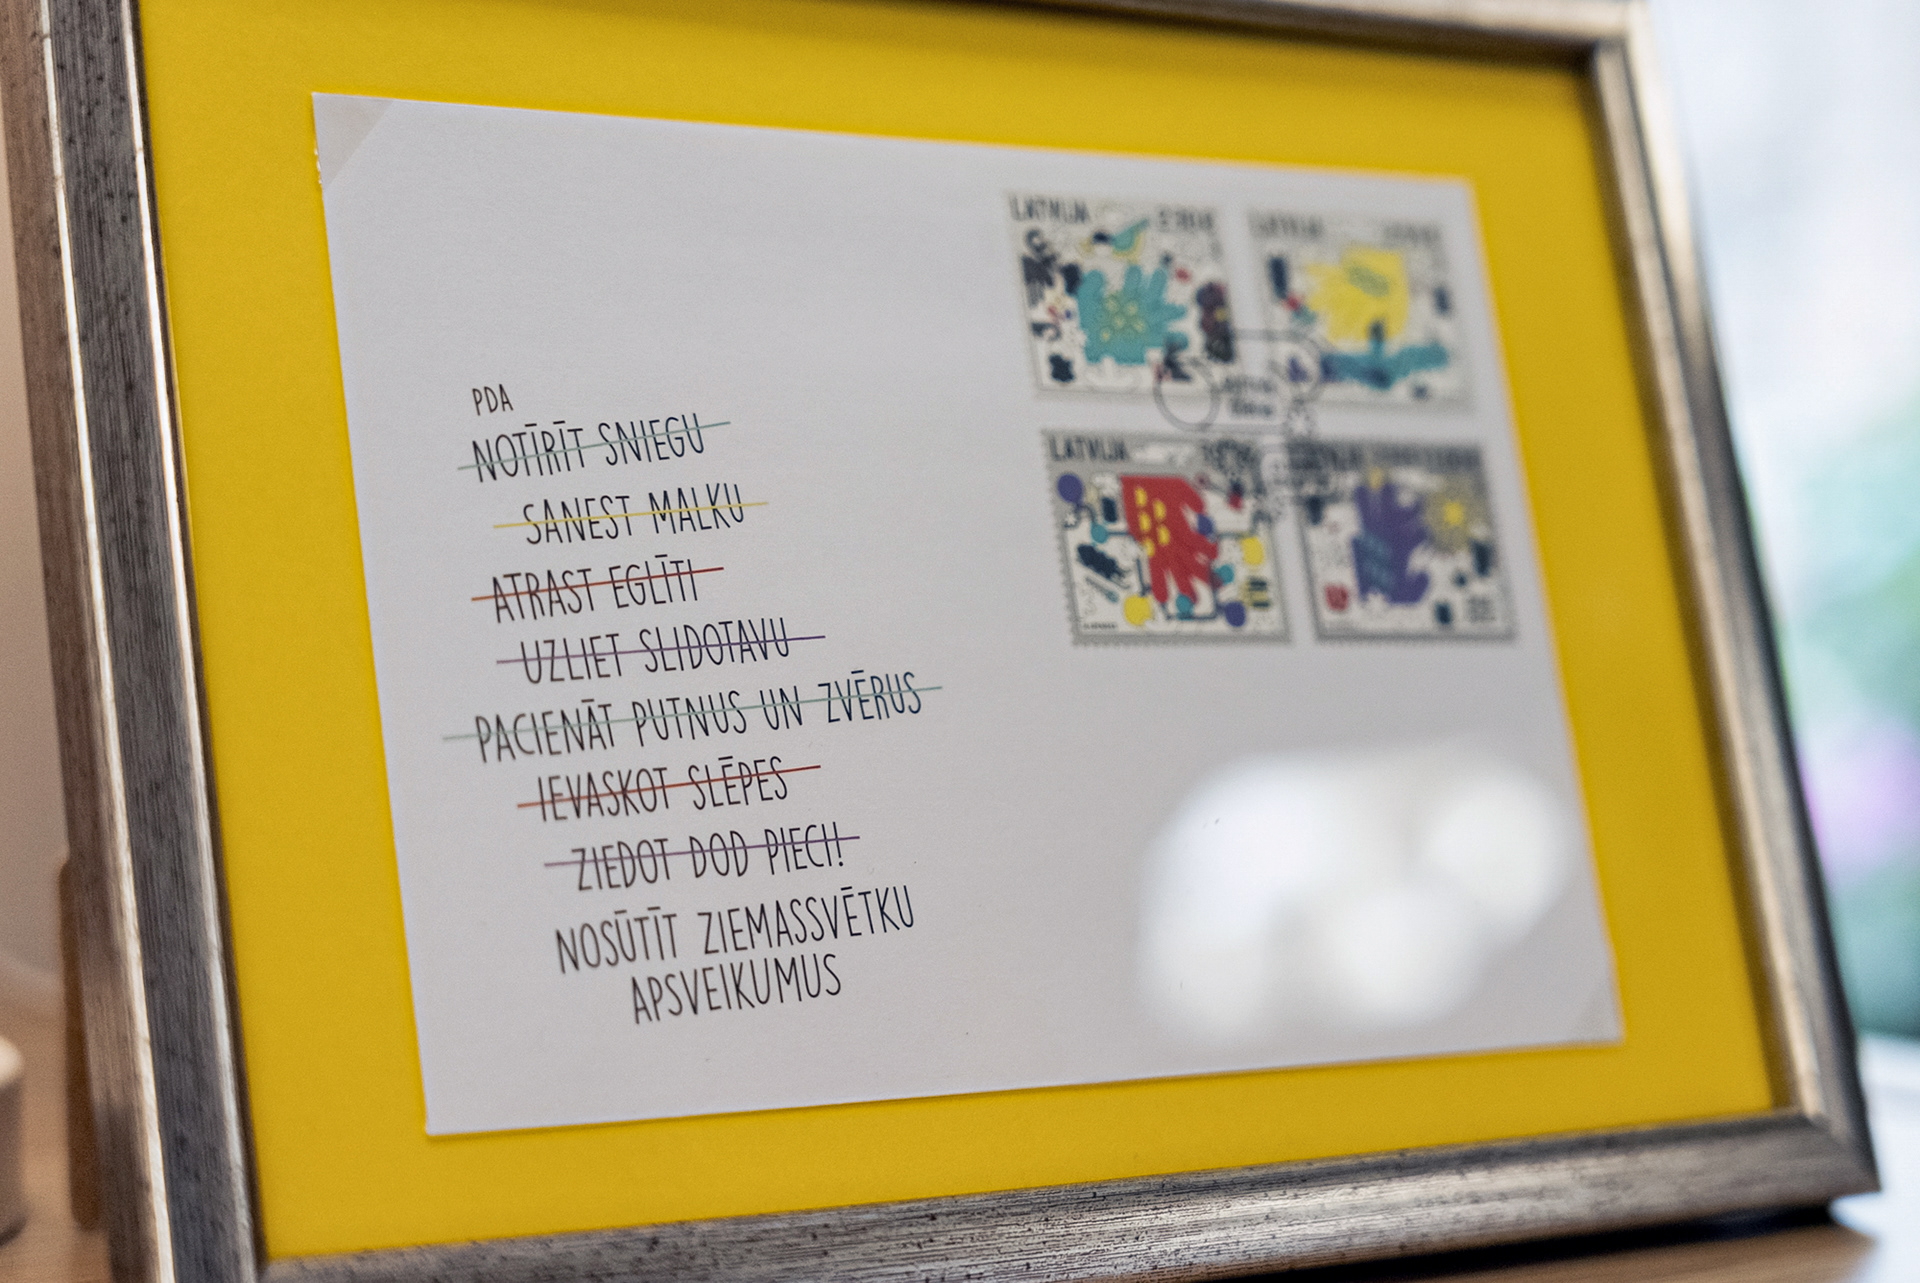 PDA
NOTĪRĪT SNIEGU
SANEST MALKU
ATRAST EGLĪTI
UZLIET SLIDOTAVU
PACIENĀT PUTNUS UN ZVĒRUS
IEVASKOT SLĒPES
ZIEDOT DOD PIECI!
NOSŪTĪT ZIEMASSVĒTKU
APSVEIKUMUS
LATVIJA
LATVIJA
LATVIJA